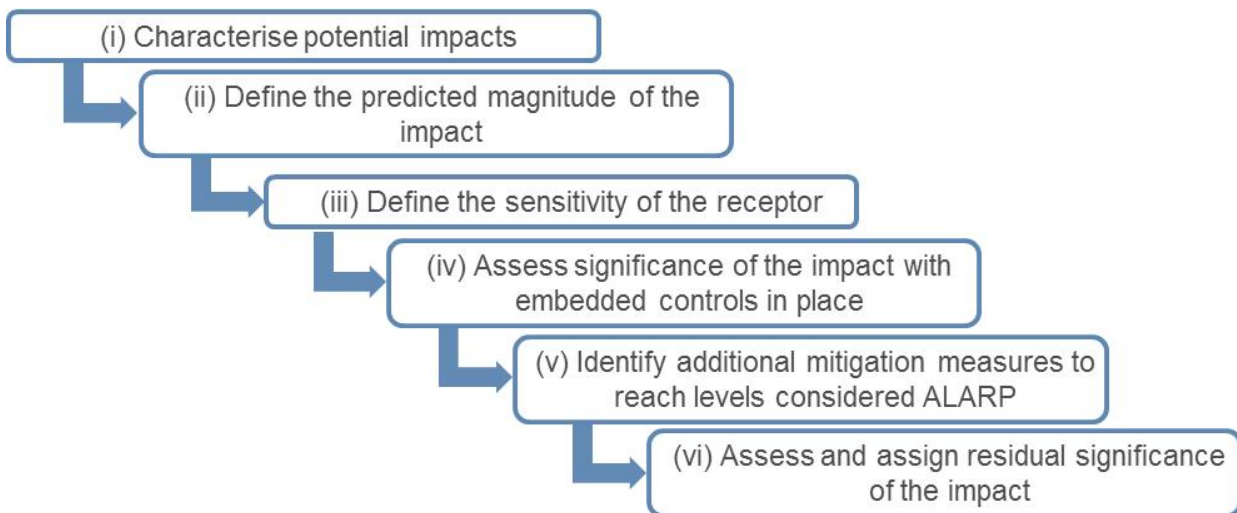 (i) Characterise potential impacts
(ii) Define the predicted magnitude of the
impact
(iii) Define the sensitivity of the receptor
(iv) Assess significance of the impact with
embedded controls in place
(v) Identify additional mitigation measures to
reach levels considered ALARP
(vi) Assess and assign residual significance
of the impact